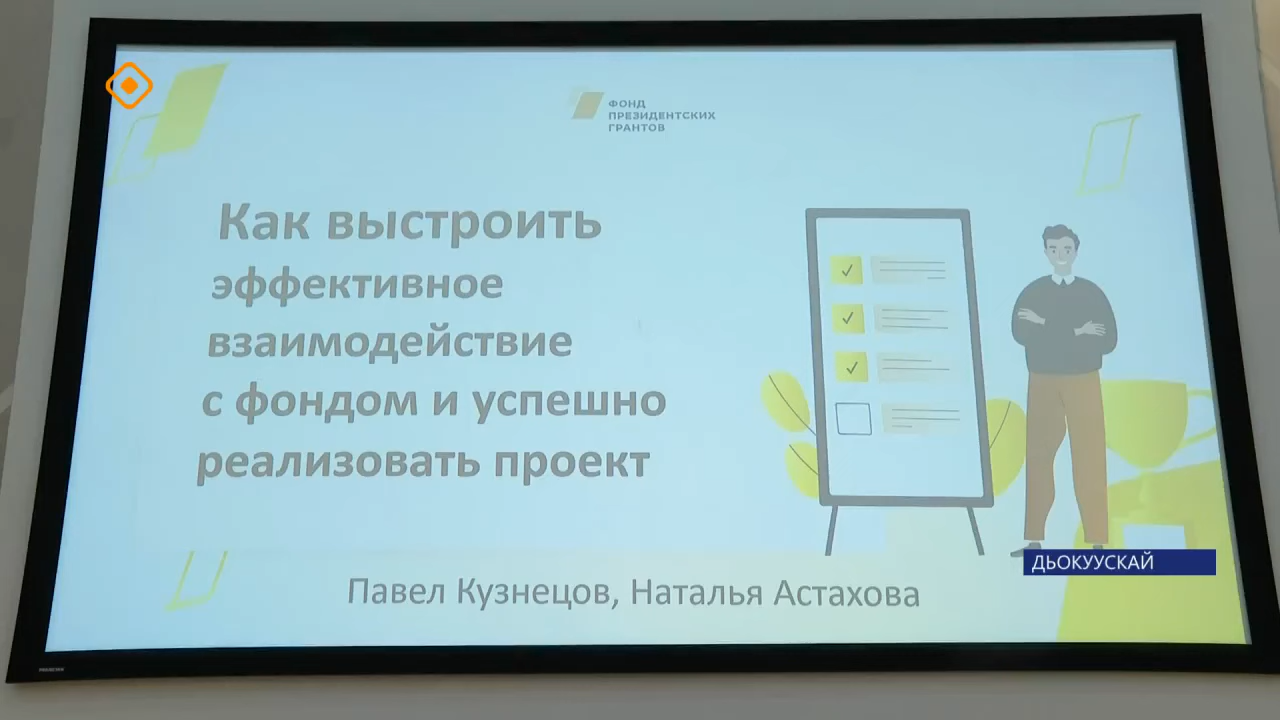 ФОНД
ПРЕЗИДЕНТСКИХ
ГРАНТОВ
Как выстроить
эффективное
взаимодействие
с фондом и успешно
реализовать проект
ДЬОКУУСКАЙ
Павел Кузнецов, Наталья Астахова